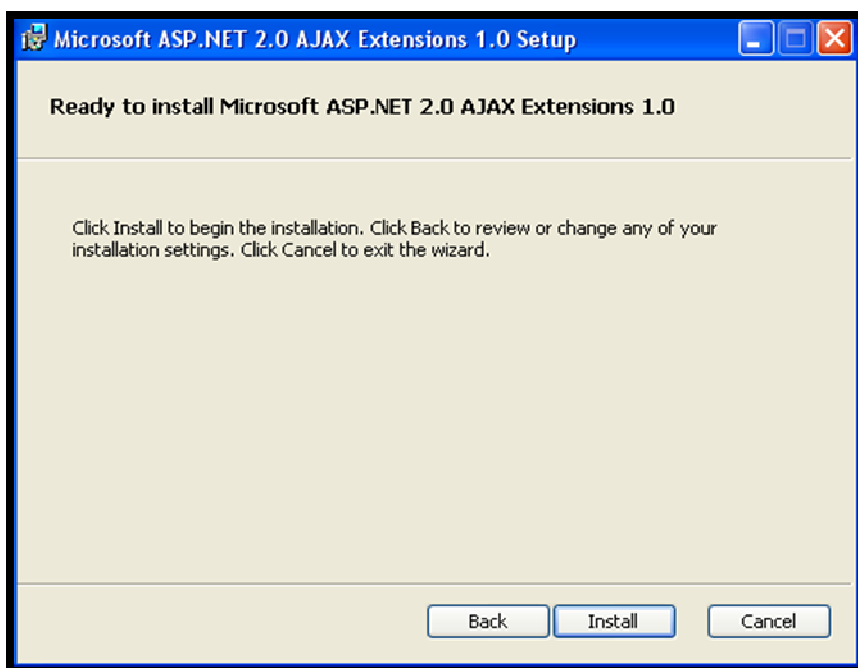 Microsoft ASP.NET 2.0 AJAX Extensions 1.0 Setup
Ready to install Microsoft ASP.NET 2.0 AJAX Extensions 1.0
Click Install to begin the installation. Click Back to review or change any of your
installation settings. Click Cancel to exit the wizard.
Back Install Cancel